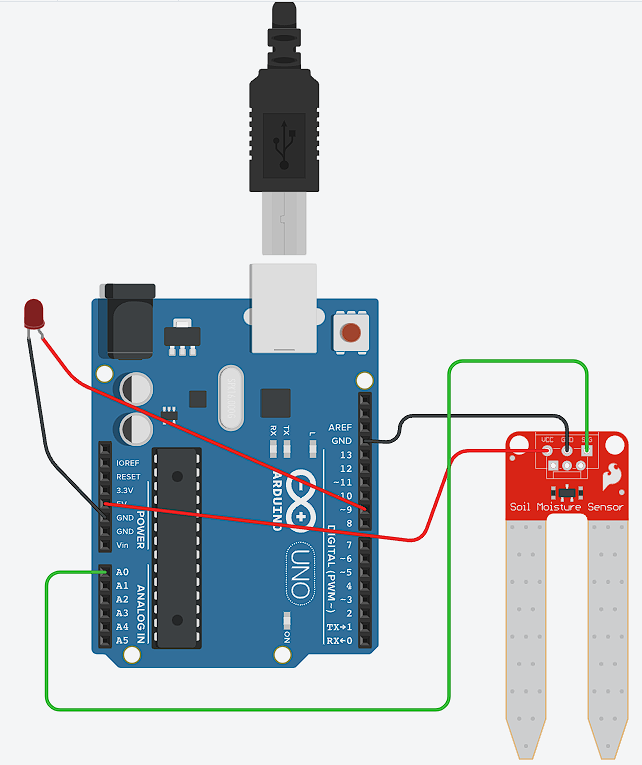 AREF
GND
13
12
~11
10
~9
8
7
~6
~5
4
~3
2
TX→1
RX←0
DIGITAL (PWM~)
RX
TX
L
ARDUINO
UNO
ON
IOREF
RESET
3.3V
5V
GND
GND
Vin
POWER
A0
A1
A2
A3
A4
A5
ANALOG IN
VCC GND SIG
Soil Moisture Sensor